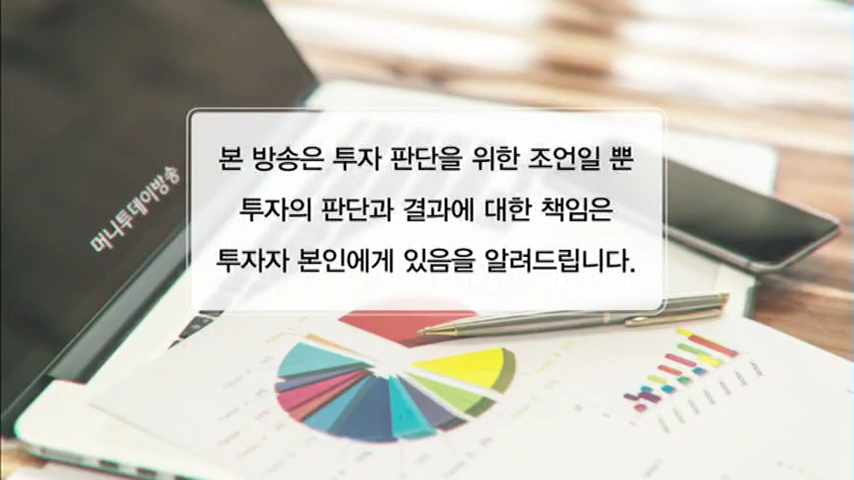 본 방송은 투자 판단을 위한 조언일 뿐
투자의 판단과 결과에 대한 책임은
투자자 본인에게 있음을 알려드립니다.
머니투데이방송